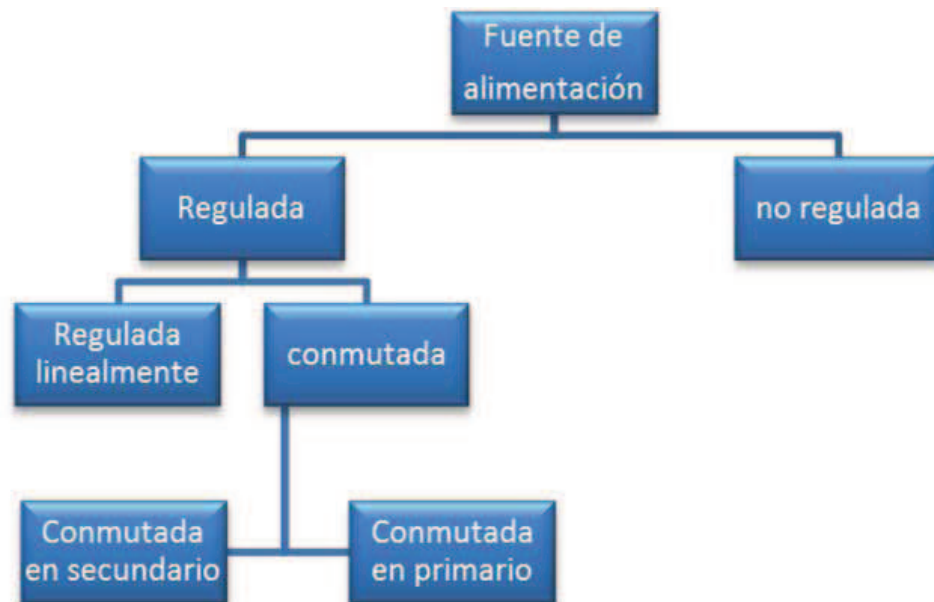 Fuente de
alimentación
Regulada
no regulada
Regulada
linealmente
conmutada
Conmutada
en secundario
Conmutada
en primario